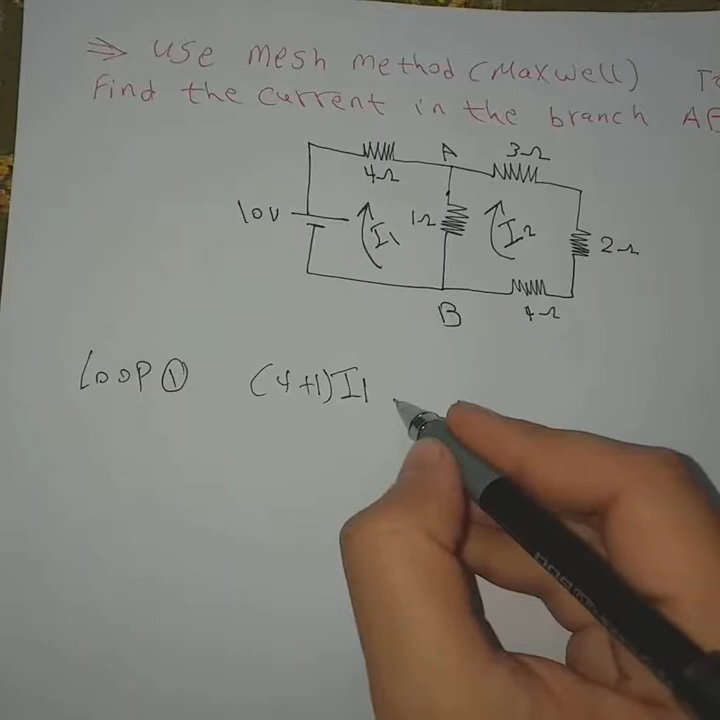 ⇒ Use mesh method (Maxwell)
Find the current in the branch
A
3Ω
4Ω
10V
I1
1Ω
I2
2Ω
4Ω
B
Loop ① (4+1)I1